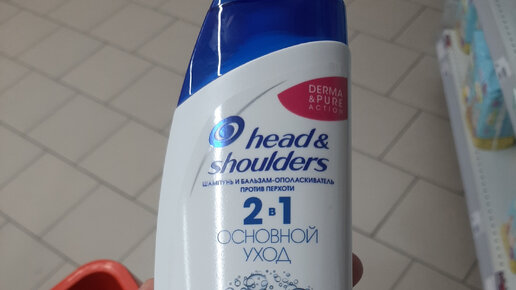 DERMA
&PURE
ACTION
head&
shoulders
ШАМПУНЬ И БАЛЬЗАМ-ОПОЛАСКИВАТЕЛЬ
ПРОТИВ ПЕРХОТИ
2 в 1
ОСНОВНОЙ
УХОД